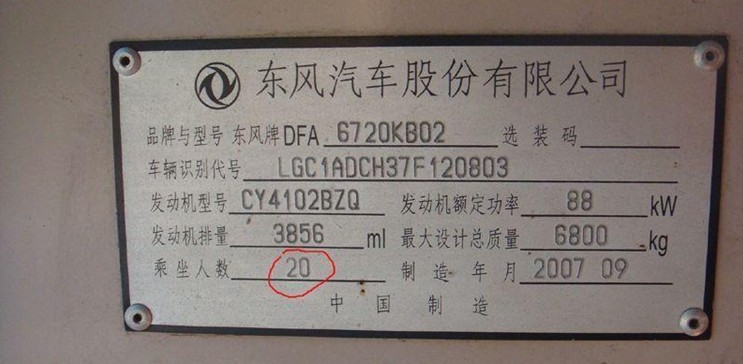 东风汽车股份有限公司
品牌与型号 东风牌DFA 6720KB02 选装码
车辆识别代号 LGC1ADCH37F120803
发动机型号 CY4102BZQ 发动机额定功率 88 kW
发动机排量 3856 ml 最大设计总质量 6800 kg
乘坐人数 20 制造年月 2007 09
中国制造